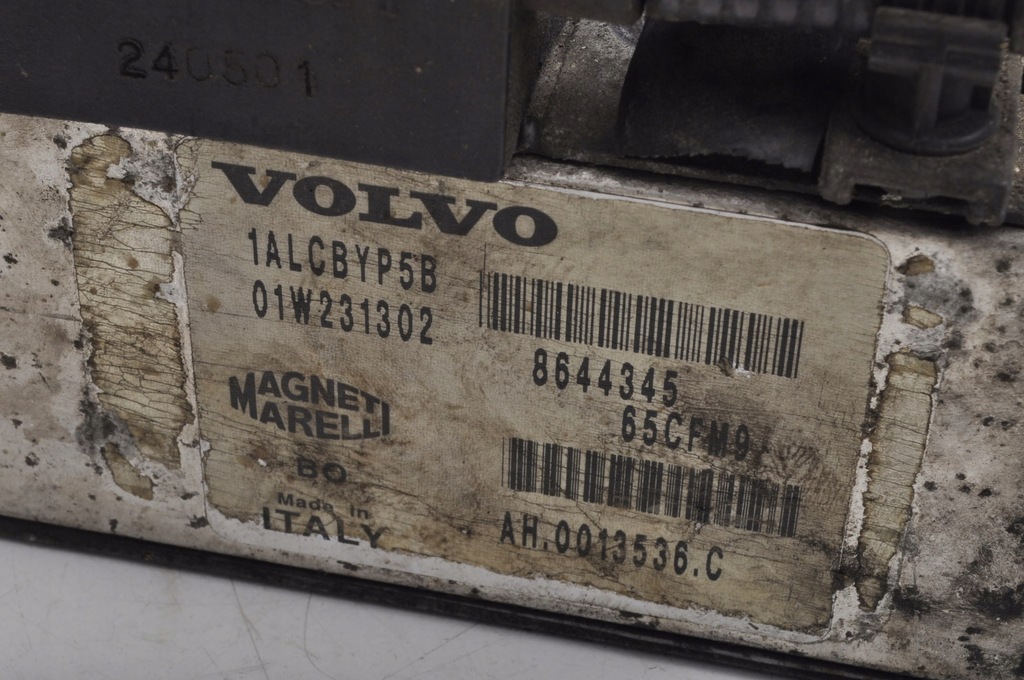 240501
VOLVO
1ALCBYP5B
01W231302
8644345
65CFM9
MAGNETI
MARELLI
BO
Made in
ITALY
AH.0013536.C